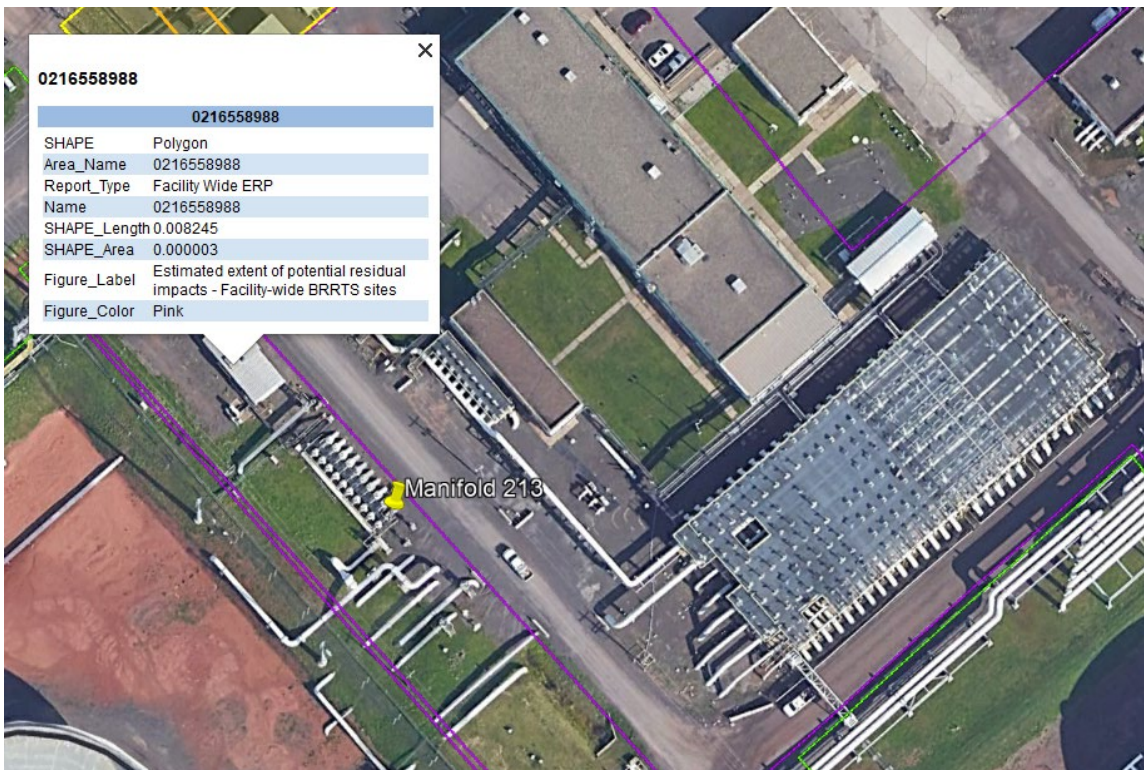 0216558988
0216558988
SHAPE Polygon
Area_Name 0216558988
Report_Type Facility Wide ERP
Name 0216558988
SHAPE_Length 0.008245
SHAPE_Area 0.000003
Figure_Label Estimated extent of potential residual
impacts - Facility-wide BRRTS sites
Figure_Color Pink
Manifold 213